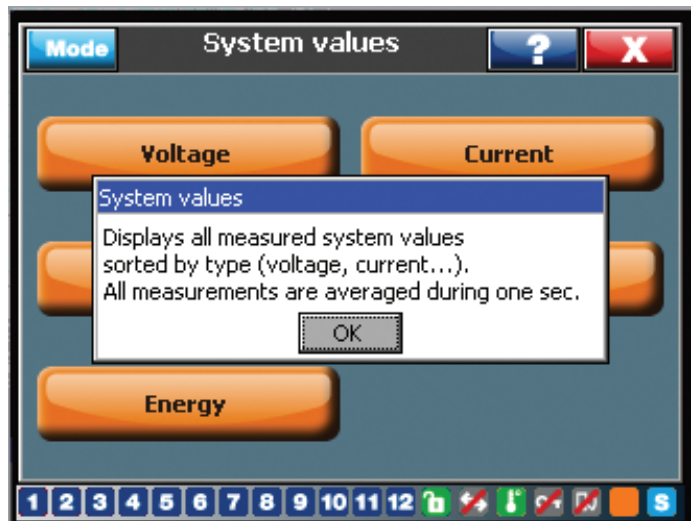 Mode System values ? X
Voltage Current
System values
Displays all measured system values
sorted by type (voltage, current...).
All measurements are averaged during one sec.
OK
Energy
1 2 3 4 5 6 7 8 9 10 11 12 S